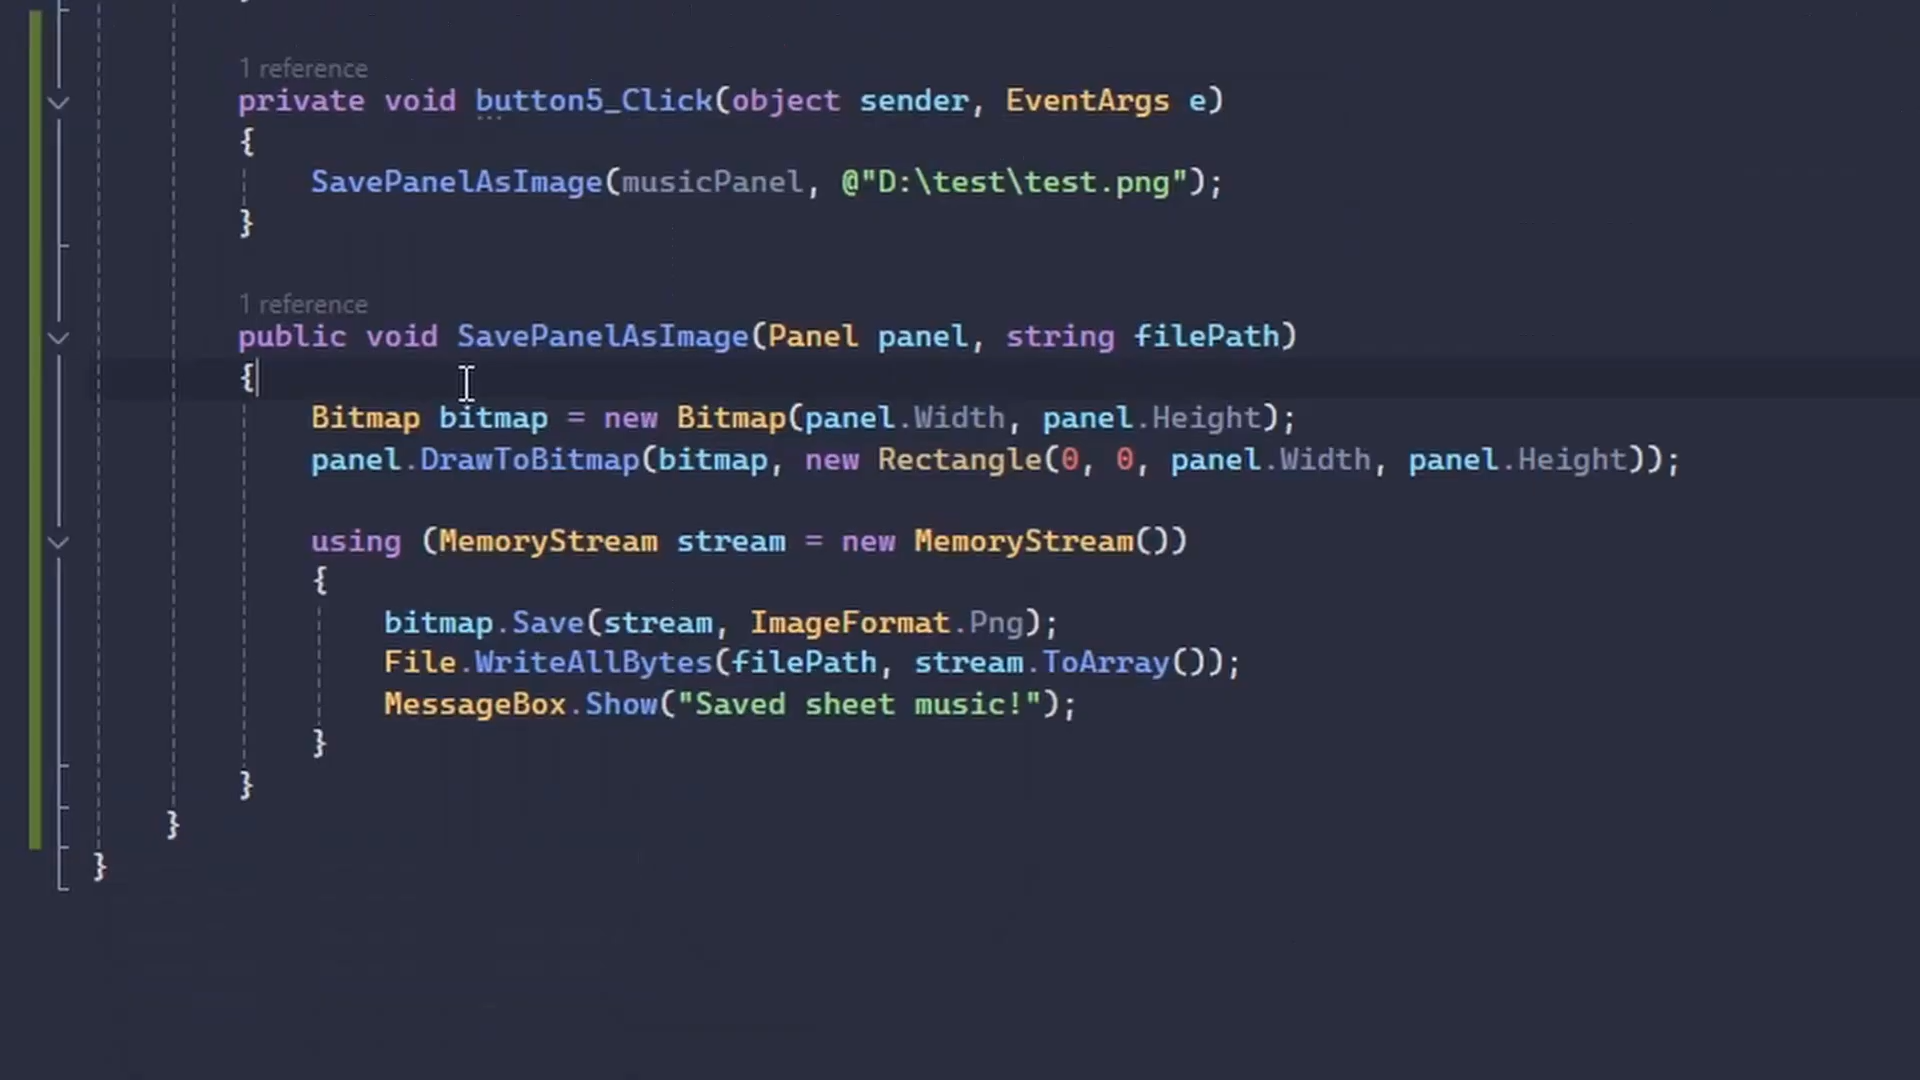 1 reference
private void button5_Click(object sender, EventArgs e)
{
SavePanelAsImage(musicPanel, @"D:\test\test.png");
}
1 reference
public void SavePanelAsImage(Panel panel, string filePath)
{
Bitmap bitmap = new Bitmap(panel.Width, panel.Height);
panel.DrawToBitmap(bitmap, new Rectangle(0, 0, panel.Width, panel.Height));
using (MemoryStream stream = new MemoryStream())
{
bitmap.Save(stream, ImageFormat.Png);
File.WriteAllBytes(filePath, stream.ToArray());
MessageBox.Show("Saved sheet music!");
}
}
}
}